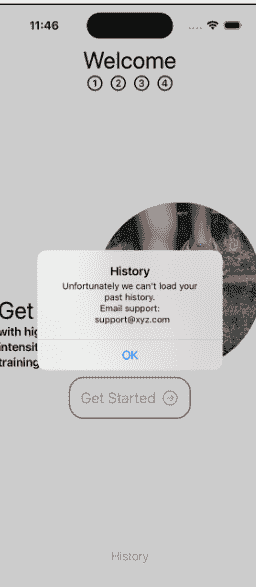 11:46
Welcome
1 2 3 4
History
Unfortunately we can't load your
past history.
Email support:
support@xyz.com
OK
Get
with
intensit
training
Get Started
History